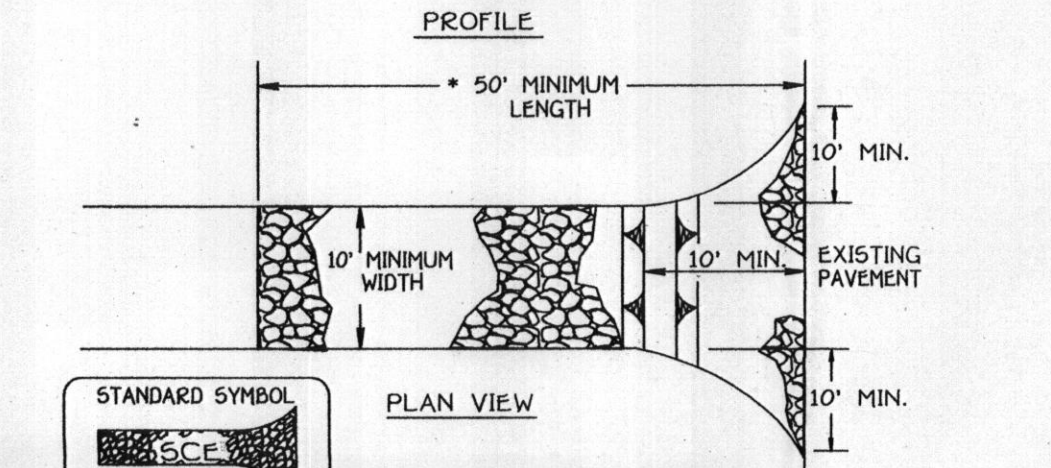 PROFILE
* 50' MINIMUM
LENGTH
10' MIN.
10' MINIMUM
WIDTH
10' MIN.
EXISTING
PAVEMENT
STANDARD SYMBOL
SCE
PLAN VIEW
10' MIN.